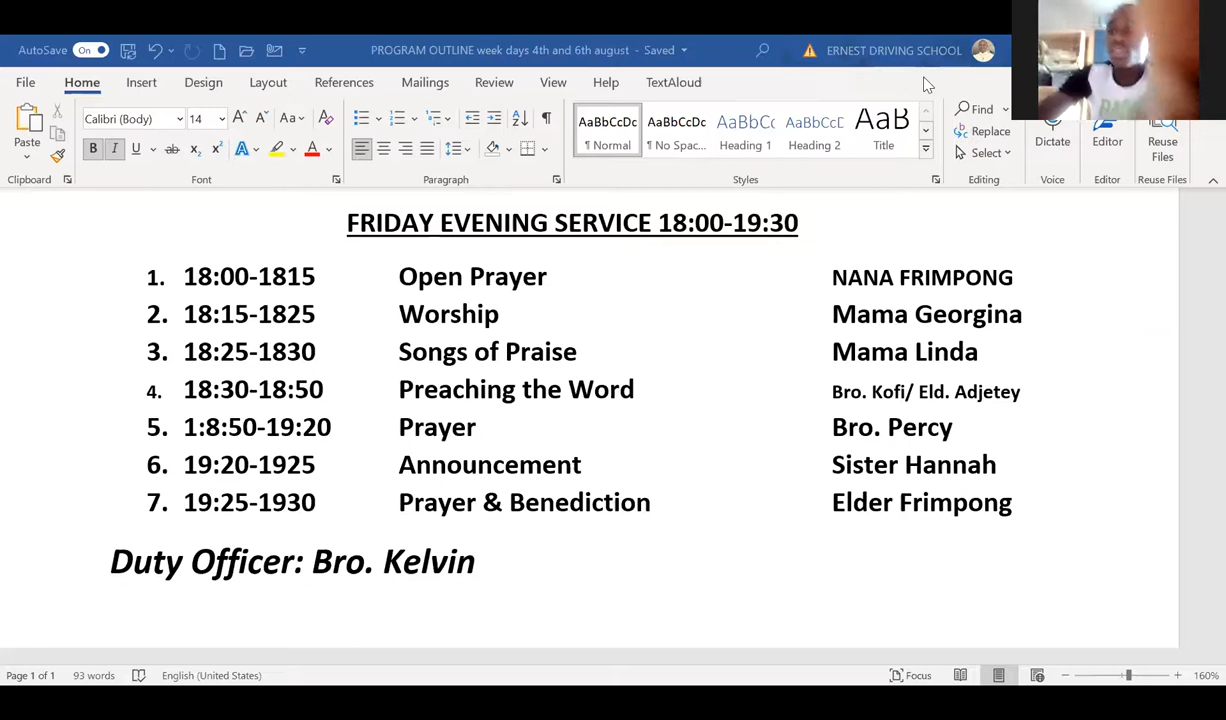 AutoSave On PROGRAM OUTLINE week days 4th and 6th august - Saved ERNEST DRIVING SCHOOL
File Home Insert Design Layout References Mailings Review View Help TextAloud
Paste
Calibri (Body) 14 Aa
AaBbCcDc AaBbCcDc AaBbCc AaBbCcD AaB
¶ Normal ¶ No Spac... Heading 1 Heading 2 Title
Find
Replace
Select
Dictate
Editor
Reuse
Files
Clipboard Font Paragraph Styles Editing Voice Editor Reuse Files
FRIDAY EVENING SERVICE 18:00-19:30
1. 18:00-1815 Open Prayer NANA FRIMPONG
2. 18:15-1825 Worship Mama Georgina
3. 18:25-1830 Songs of Praise Mama Linda
4. 18:30-18:50 Preaching the Word Bro. Kofi/ Eld. Adjetey
5. 1:8:50-19:20 Prayer Bro. Percy
6. 19:20-1925 Announcement Sister Hannah
7. 19:25-1930 Prayer & Benediction Elder Frimpong
Duty Officer: Bro. Kelvin
Page 1 of 1 93 words English (United States) Focus 160%